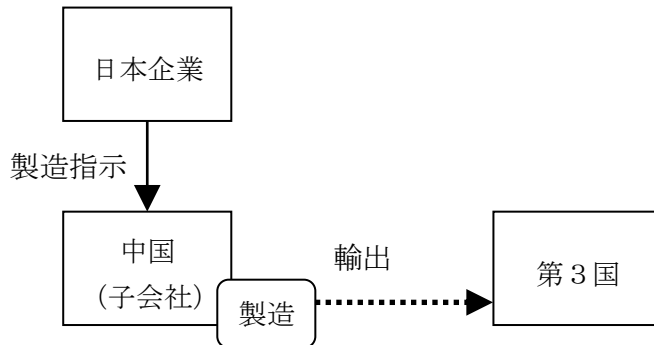 日本企業
製造指示
中国
（子会社）
製造
輸出
第３国